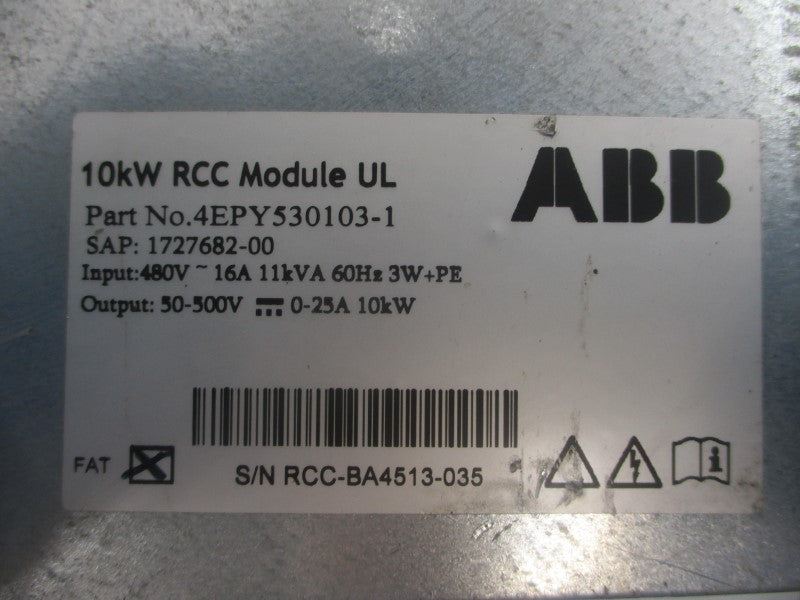 10kW RCC Module UL
ABB
Part No.4EPY530103-1
SAP: 1727682-00
Input:480V ~ 16A 11kVA 60Hz 3W+PE
Output: 50-500V ⎓ 0-25A 10kW
FAT
S/N RCC-BA4513-035